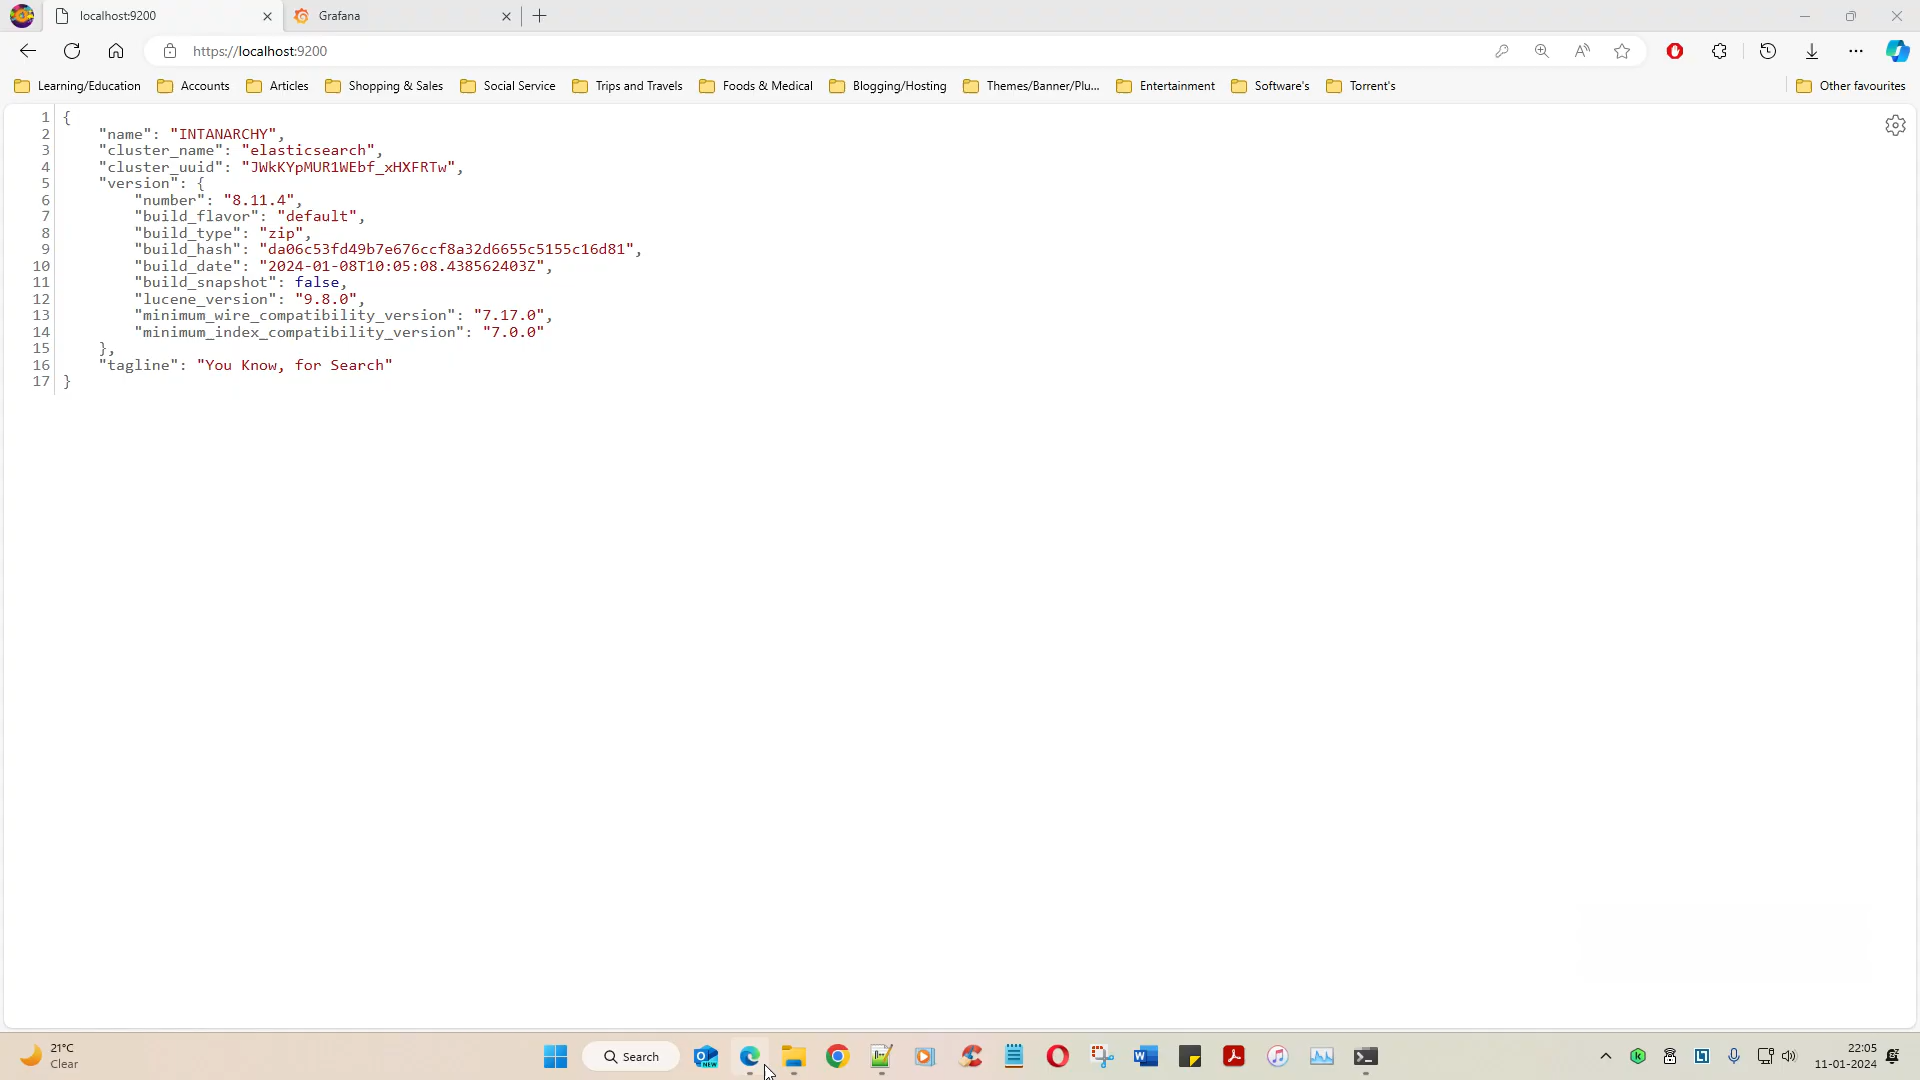 localhost:9200
Grafana
https://localhost:9200
Learning/Education Accounts Articles Shopping & Sales Social Service Trips and Travels Foods & Medical Blogging/Hosting Themes/Banner/Plu... Entertainment Software's Torrent's Other favourites
1 {
2 "name": "INTANARCHY",
3 "cluster_name": "elasticsearch",
4 "cluster_uuid": "JWkKYpMUR1WEbf_xHXFRTw",
5 "version": {
6 "number": "8.11.4",
7 "build_flavor": "default",
8 "build_type": "zip",
9 "build_hash": "da06c53fd49b7e676ccf8a32d6655c5155c16d81",
10 "build_date": "2024-01-08T10:05:08.438562403Z",
11 "build_snapshot": false,
12 "lucene_version": "9.8.0",
13 "minimum_wire_compatibility_version": "7.17.0",
14 "minimum_index_compatibility_version": "7.0.0"
15 },
16 "tagline": "You Know, for Search"
17 }
21°C
Clear
Search
NEW
22:05
11-01-2024